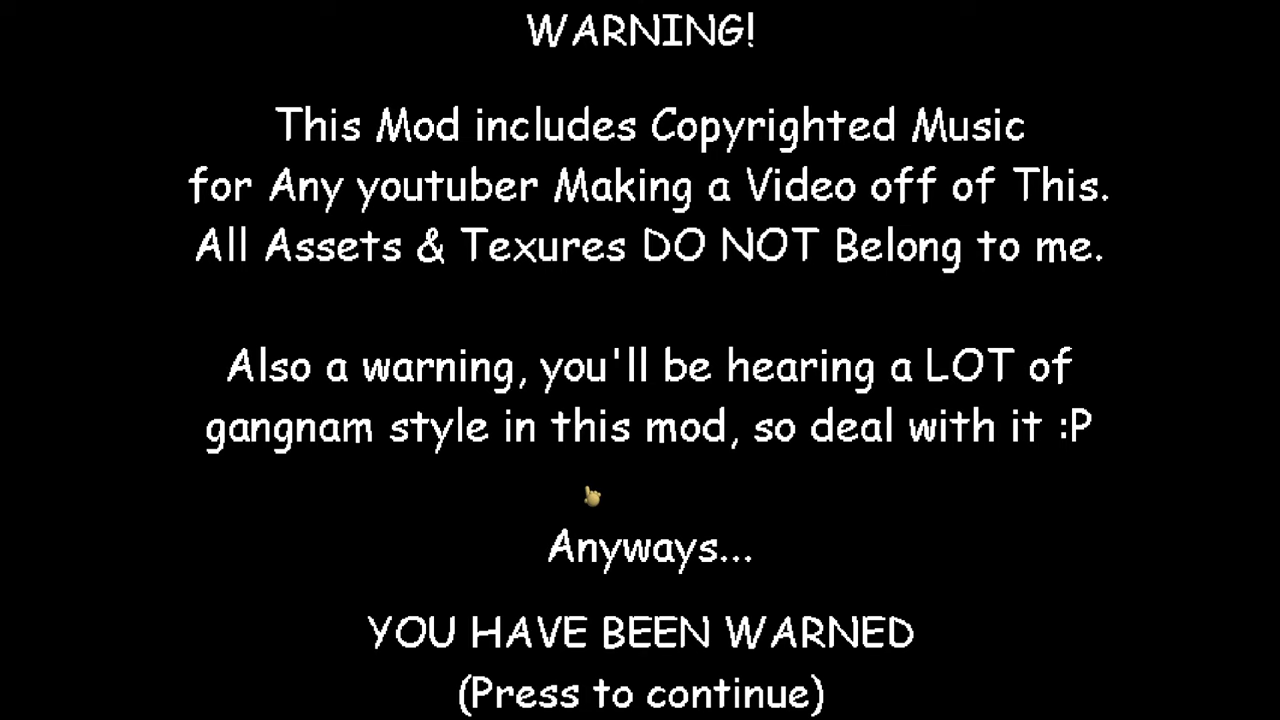 WARNING!
This Mod includes Copyrighted Music
for Any youtuber Making a Video off of This.
All Assets & Texures DO NOT Belong to me.
Also a warning, you'll be hearing a LOT of
gangnam style in this mod, so deal with it :P
Anyways...
YOU HAVE BEEN WARNED
(Press to continue)